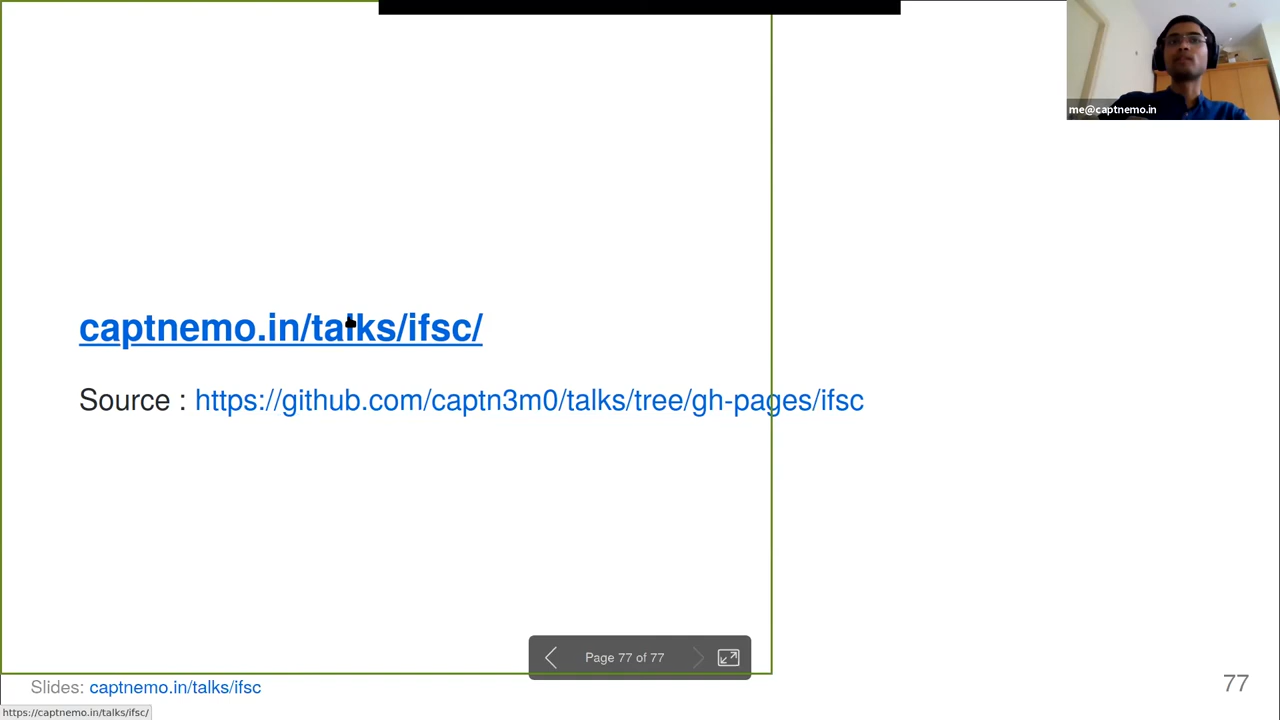 me@captnemo.in
captnemo.in/talks/ifsc/
Source : https://github.com/captn3m0/talks/tree/gh-pages/ifsc
Page 77 of 77
Slides: captnemo.in/talks/ifsc
77
https://captnemo.in/talks/ifsc/